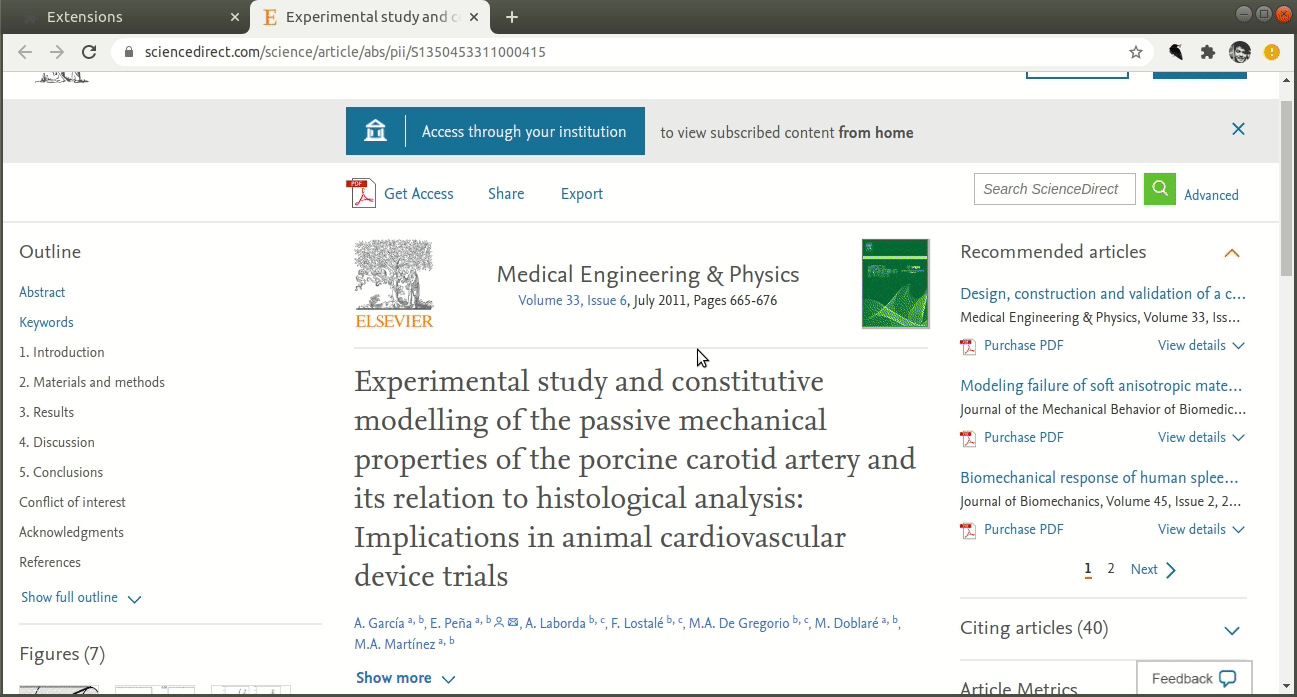 Extensions
Experimental study and c
sciencedirect.com/science/article/abs/pii/S1350453311000415
Access through your institution
to view subscribed content from home
PDF
Get Access
Share
Export
Search ScienceDirect
Advanced
Outline
Abstract
Keywords
1. Introduction
2. Materials and methods
3. Results
4. Discussion
5. Conclusions
Conflict of interest
Acknowledgments
References
Show full outline
Figures (7)
ELSEVIER
Medical Engineering & Physics
Volume 33, Issue 6, July 2011, Pages 665-676
Experimental study and constitutive
modelling of the passive mechanical
properties of the porcine carotid artery and
its relation to histological analysis:
Implications in animal cardiovascular
device trials
A. García a, b, E. Peña a, b, A. Laborda b, c, F. Lostalé b, c, M.A. De Gregorio b, c, M. Doblaré a, b,
M.A. Martínez a, b
Show more
Recommended articles
Design, construction and validation of a c...
Medical Engineering & Physics, Volume 33, Iss...
Purchase PDF
View details
Modeling failure of soft anisotropic mate...
Journal of the Mechanical Behavior of Biomedic...
Purchase PDF
View details
Biomechanical response of human splee...
Journal of Biomechanics, Volume 45, Issue 2, 2...
Purchase PDF
View details
1 2 Next
Citing articles (40)
Article Metrics
Feedback